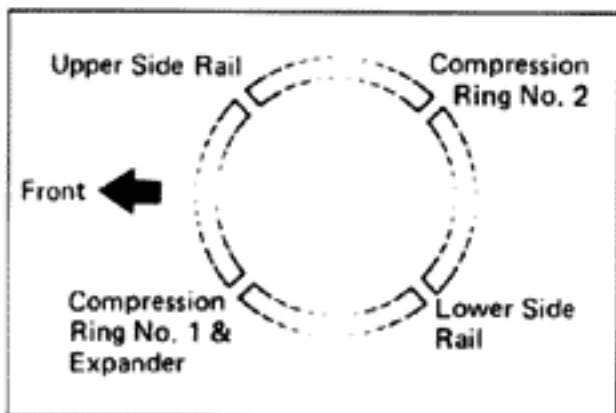 Upper Side Rail
Compression
Ring No. 2
Front
Compression
Ring No. 1 &
Expander
Lower Side
Rail